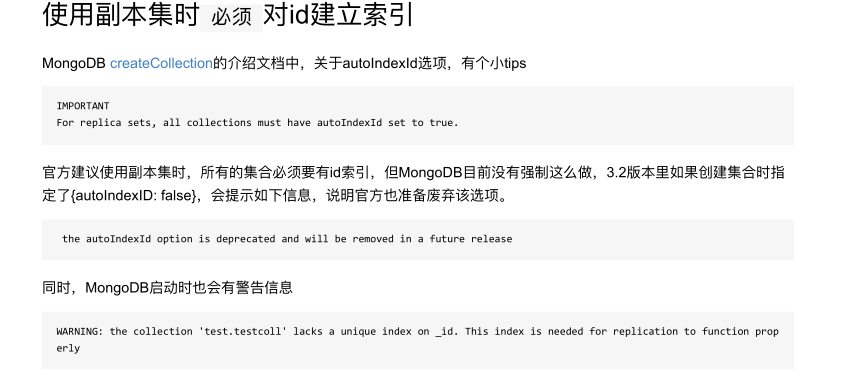 使用副本集时 必须 对id建立索引
MongoDB createCollection的介绍文档中，关于autoIndexId选项，有个小tips
IMPORTANT
For replica sets, all collections must have autoIndexId set to true.
官方建议使用副本集时，所有的集合必须要有id索引，但MongoDB目前没有强制这么做，3.2版本里如果创建集合时指
定了{autoIndexID: false}，会提示如下信息，说明官方也准备废弃该选项。
the autoIndexId option is deprecated and will be removed in a future release
同时，MongoDB启动时也会有警告信息
WARNING: the collection 'test.testcoll' lacks a unique index on _id. This index is needed for replication to function prop
erly